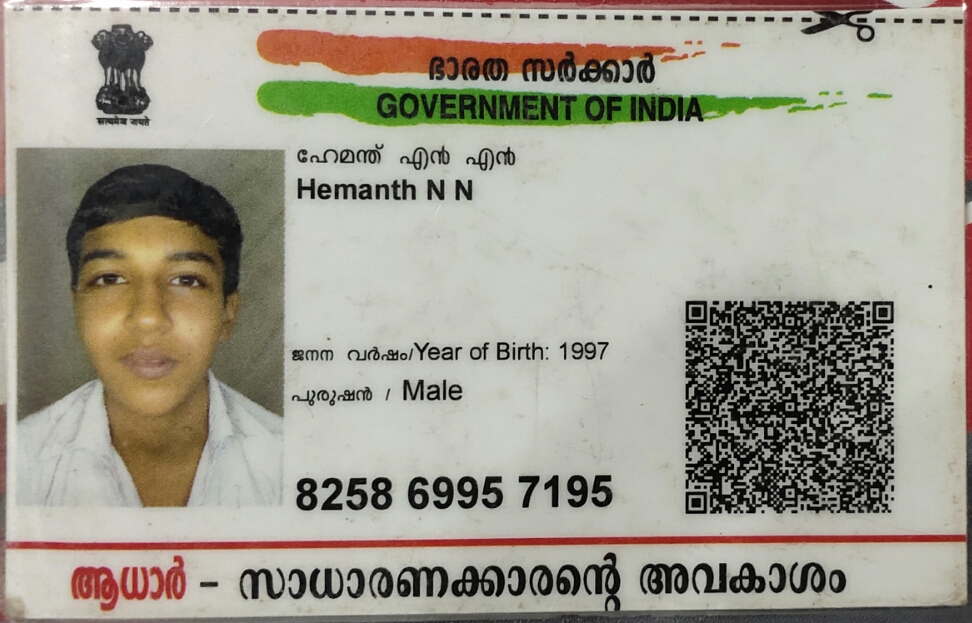 ഭാരത സർക്കാർ
GOVERNMENT OF INDIA
सत्यमेव जयते
ഹേമന്ത് എൻ എൻ
Hemanth N N
ജനന വർഷം/Year of Birth: 1997
പുരുഷൻ / Male
8258 6995 7195
ആധാർ – സാധാരണക്കാരന്റെ അവകാശം